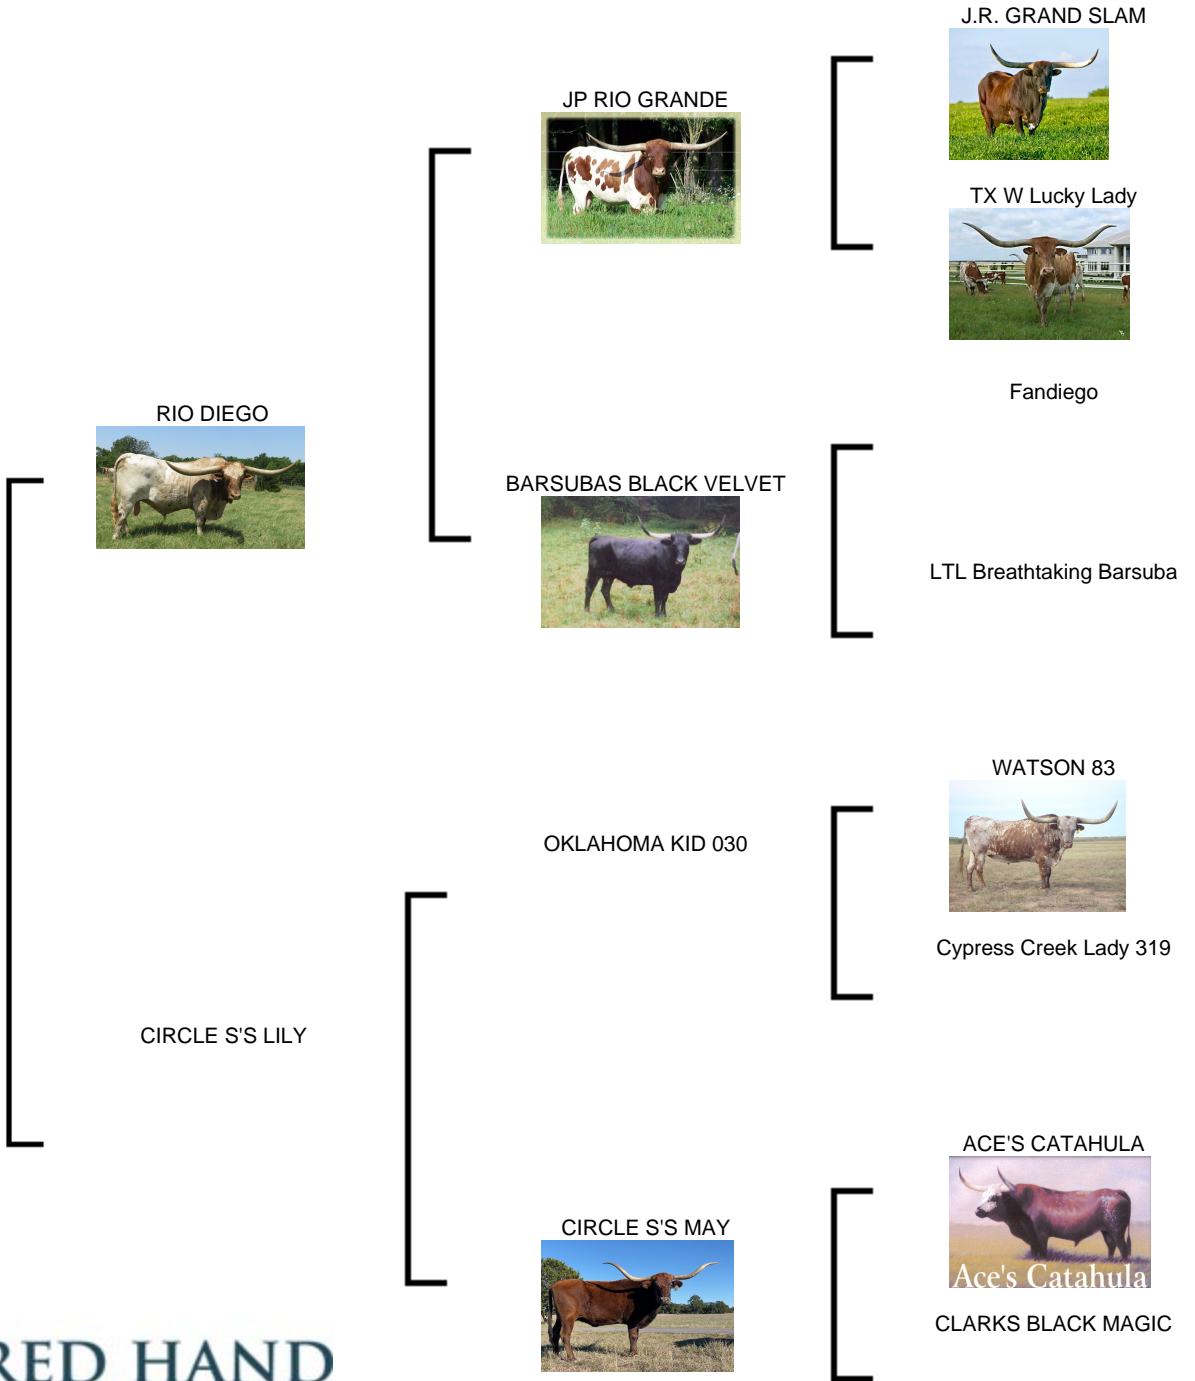 J.R. GRAND SLAM
JP RIO GRANDE
TX W Lucky Lady
Fandiego
RIO DIEGO
BARSUBAS BLACK VELVET
LTL Breathtaking Barsuba
WATSON 83
OKLAHOMA KID 030
Cypress Creek Lady 319
CIRCLE S'S LILY
ACE'S CATAHULA
CIRCLE S'S MAY
Ace's Catahula
CLARKS BLACK MAGIC
RED HAND